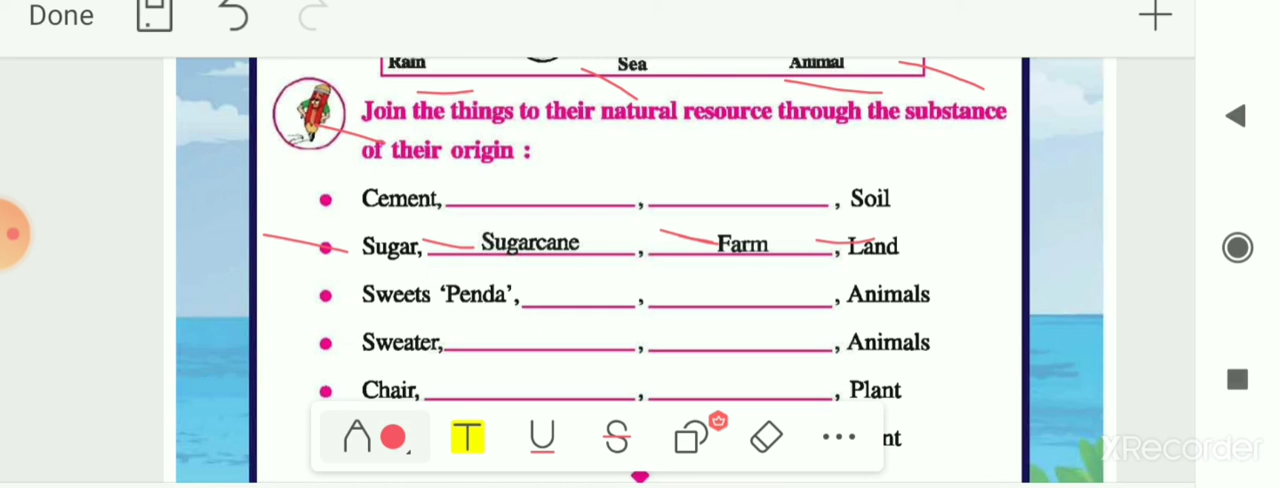 Done
Rain Sea Animal
Join the things to their natural resource through the substance
of their origin :
Cement, , , Soil
Sugar, Sugarcane , Farm , Land
Sweets ‘Penda’, , , Animals
Sweater, , , Animals
Chair, , , Plant
nt
T U S
XRecorder